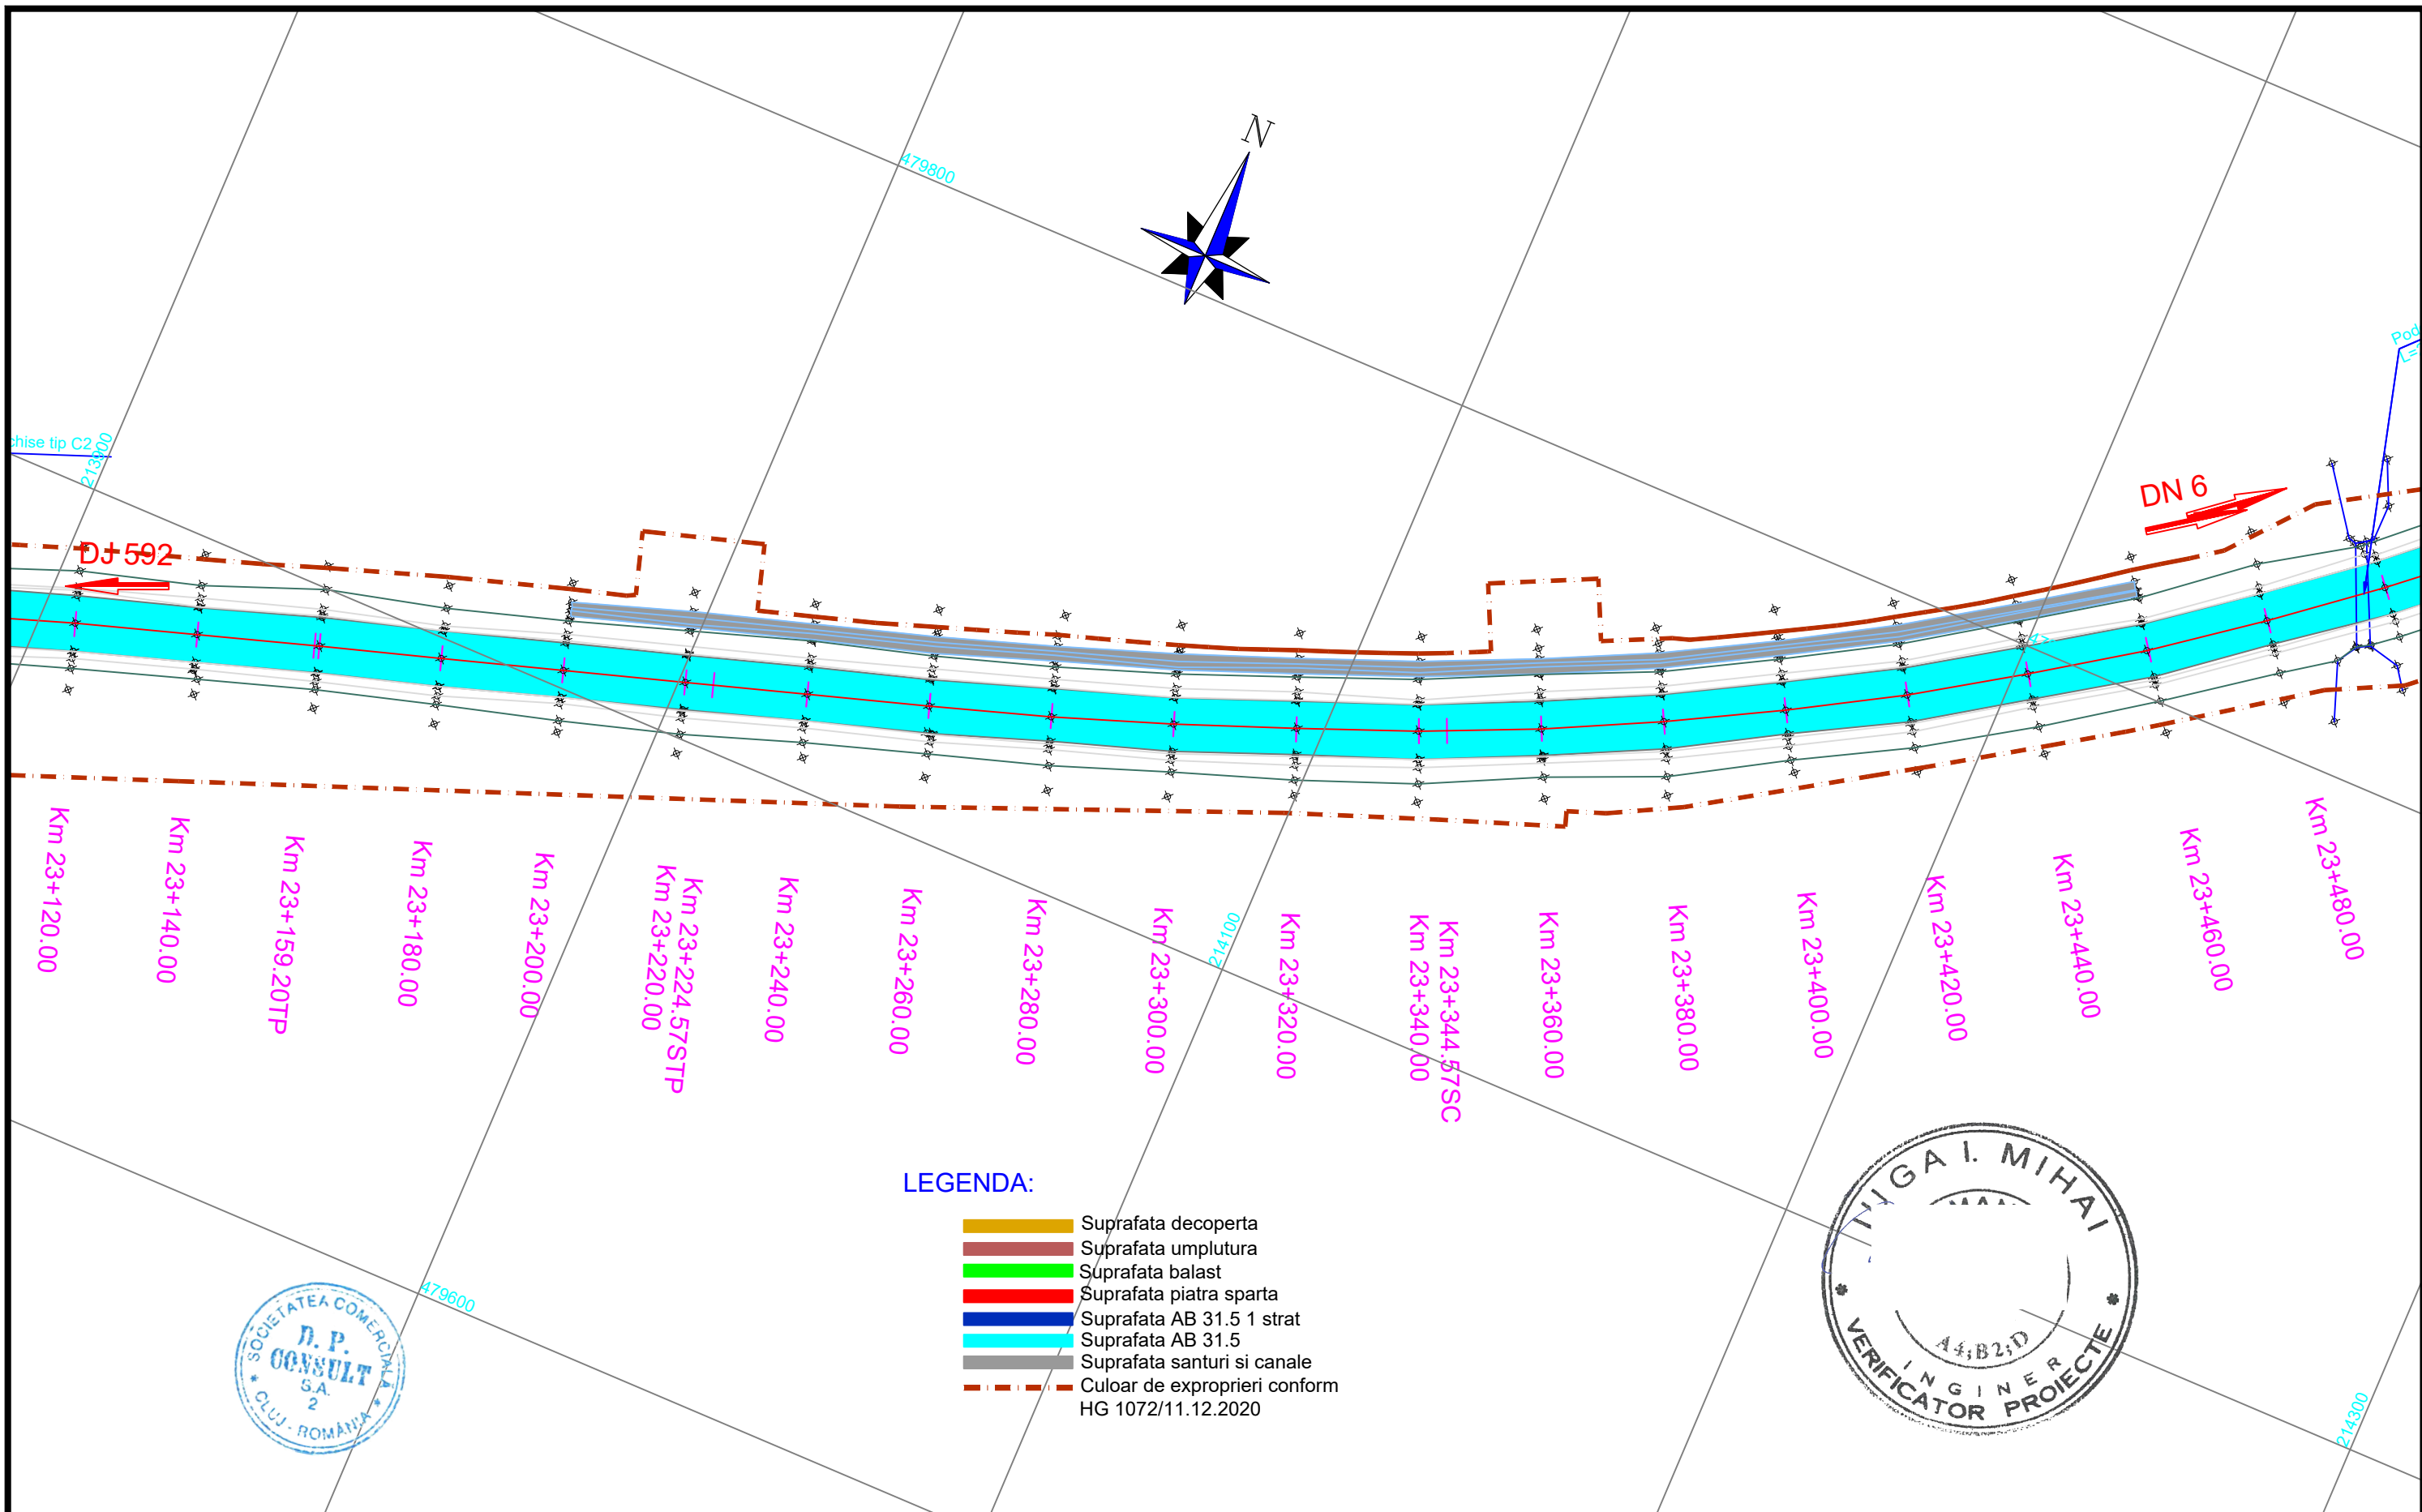 N
479800
Pod
chise tip C2
213900
DN 6
DJ 592
47
Km 23+120.00
Km 23+140.00
Km 23+159.20TP
Km 23+180.00
Km 23+200.00
Km 23+220.00
Km 23+224.57STP
Km 23+240.00
Km 23+260.00
Km 23+280.00
Km 23+300.00
214100
Km 23+320.00
Km 23+340.00
Km 23+344.57SC
Km 23+360.00
Km 23+380.00
Km 23+400.00
Km 23+420.00
Km 23+440.00
Km 23+460.00
Km 23+480.00
LEGENDA:
Suprafata decoperta
Suprafata umplutura
Suprafata balast
Suprafata piatra sparta
Suprafata AB 31.5 1 strat
Suprafata AB 31.5
Suprafata santuri si canale
Culoar de exproprieri conform
HG 1072/11.12.2020
479600
214300
SOCIETATEA COMERCIALĂ
D. P.
CONSULT
S.A.
2
* CLUJ - ROMÂNIA *
I. MIHAI
A4;B2;D
INGINER
* VERIFICATOR PROIECTE *